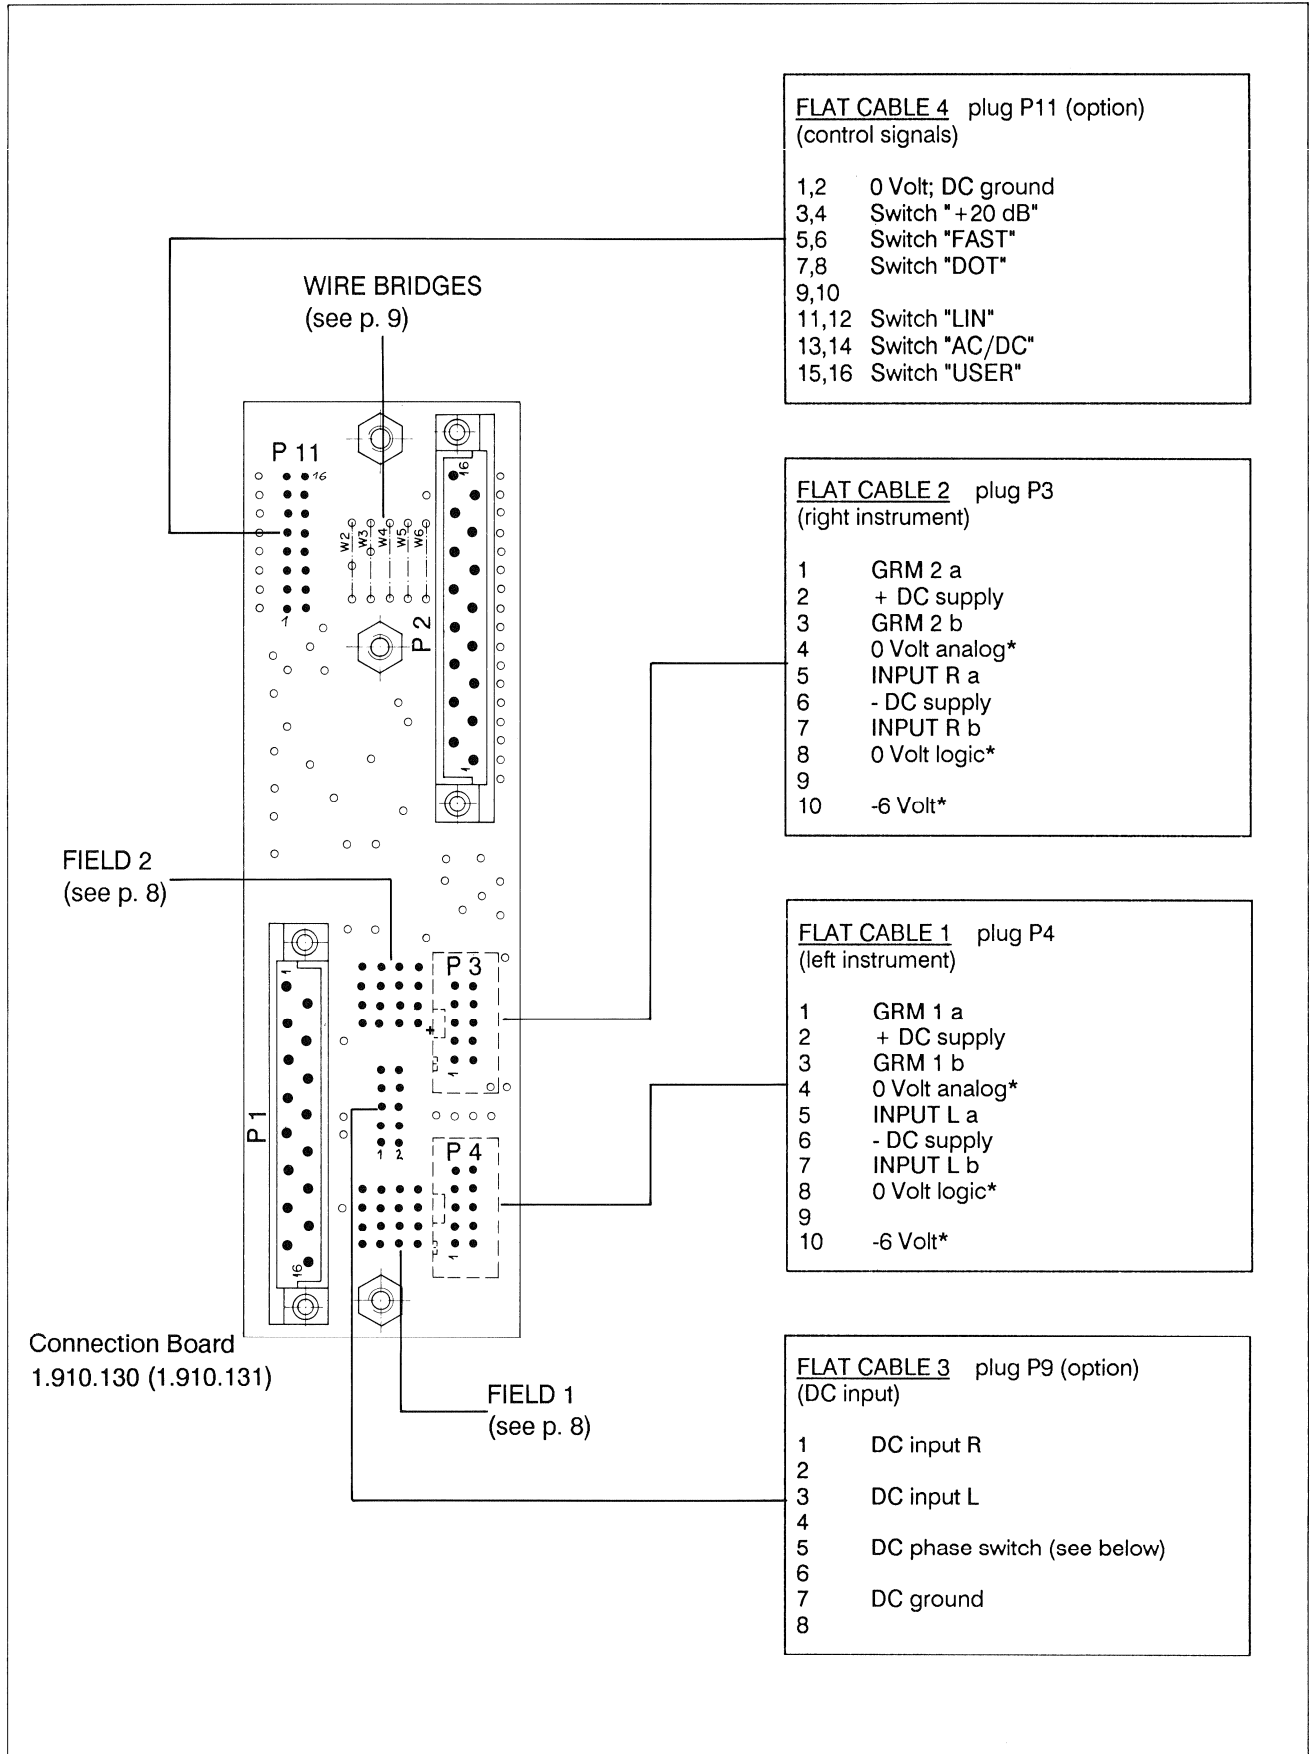 FLAT CABLE 4 plug P11 (option)
(control signals)
1,2 0 Volt; DC ground
3,4 Switch "+20 dB"
5,6 Switch "FAST"
7,8 Switch "DOT"
9,10
11,12 Switch "LIN"
13,14 Switch "AC/DC"
15,16 Switch "USER"
WIRE BRIDGES
(see p. 9)
P 11
16
1
W2
W3
W4
W5
W6
P 2
16
1
FLAT CABLE 2 plug P3
(right instrument)
1 GRM 2 a
2 + DC supply
3 GRM 2 b
4 0 Volt analog*
5 INPUT R a
6 - DC supply
7 INPUT R b
8 0 Volt logic*
9
10 -6 Volt*
FIELD 2
(see p. 8)
P 1
1
16
P 3
+
1
1 2
P 4
1
FLAT CABLE 1 plug P4
(left instrument)
1 GRM 1 a
2 + DC supply
3 GRM 1 b
4 0 Volt analog*
5 INPUT L a
6 - DC supply
7 INPUT L b
8 0 Volt logic*
9
10 -6 Volt*
Connection Board
1.910.130 (1.910.131)
FIELD 1
(see p. 8)
FLAT CABLE 3 plug P9 (option)
(DC input)
1 DC input R
2
3 DC input L
4
5 DC phase switch (see below)
6
7 DC ground
8